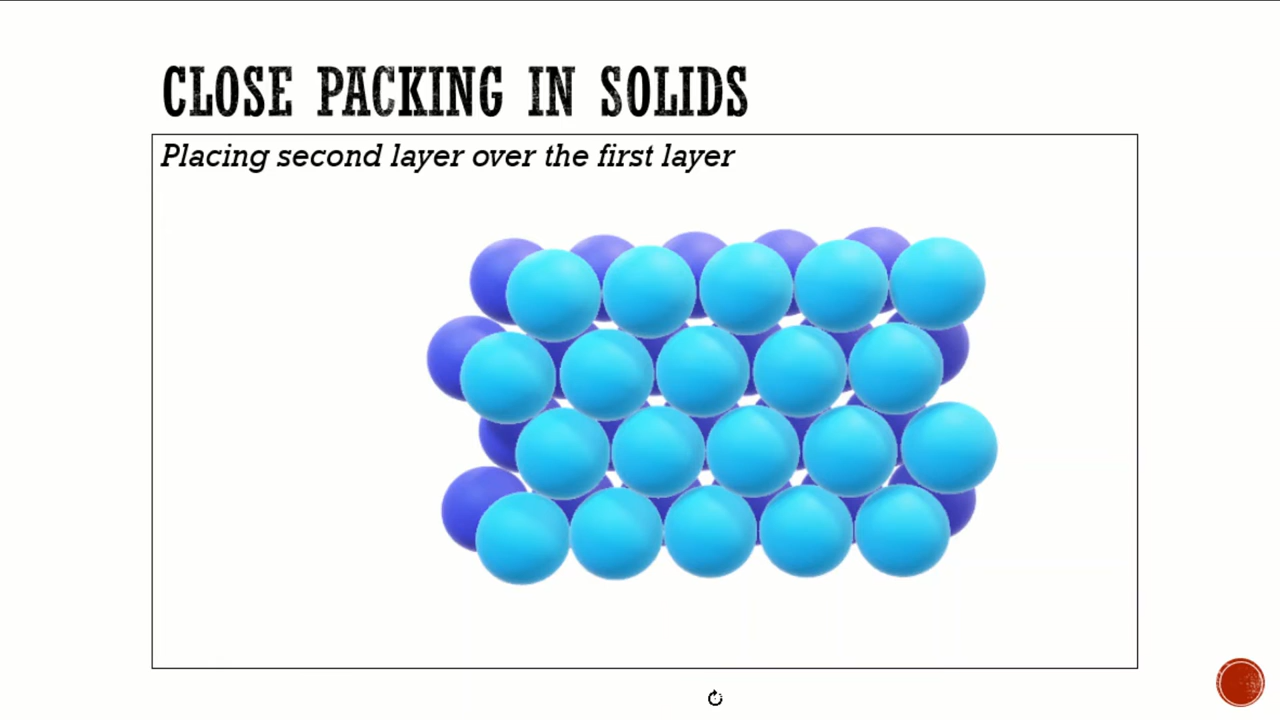 CLOSE PACKING IN SOLIDS
Placing second layer over the first layer